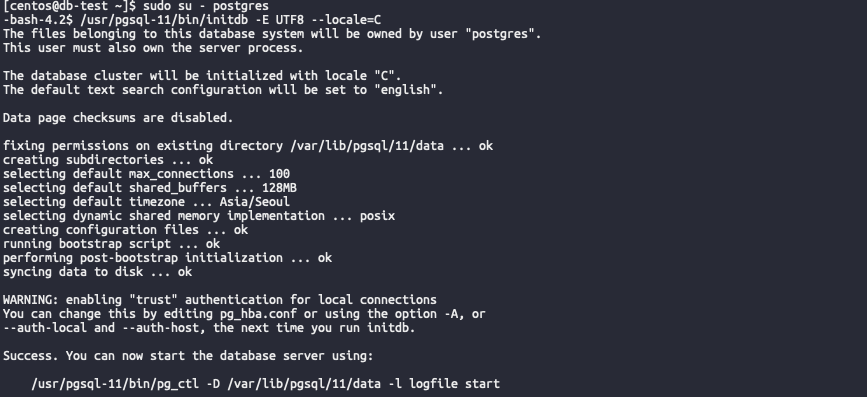 [centos@db-test ~]$ sudo su - postgres
-bash-4.2$ /usr/pgsql-11/bin/initdb -E UTF8 --locale=C
The files belonging to this database system will be owned by user "postgres".
This user must also own the server process.

The database cluster will be initialized with locale "C".
The default text search configuration will be set to "english".

Data page checksums are disabled.

fixing permissions on existing directory /var/lib/pgsql/11/data ... ok
creating subdirectories ... ok
selecting default max_connections ... 100
selecting default shared_buffers ... 128MB
selecting default timezone ... Asia/Seoul
selecting dynamic shared memory implementation ... posix
creating configuration files ... ok
running bootstrap script ... ok
performing post-bootstrap initialization ... ok
syncing data to disk ... ok

WARNING: enabling "trust" authentication for local connections
You can change this by editing pg_hba.conf or using the option -A, or
--auth-local and --auth-host, the next time you run initdb.

Success. You can now start the database server using:

    /usr/pgsql-11/bin/pg_ctl -D /var/lib/pgsql/11/data -l logfile start